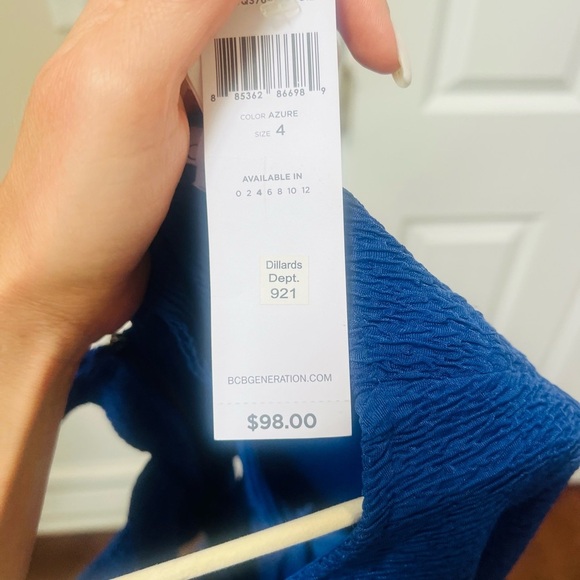 8 85362 86698 9
COLOR AZURE
SIZE 4
AVAILABLE IN
0 2 4 6 8 10 12
Dillards
Dept.
921
BCBGENERATION.COM
$98.00